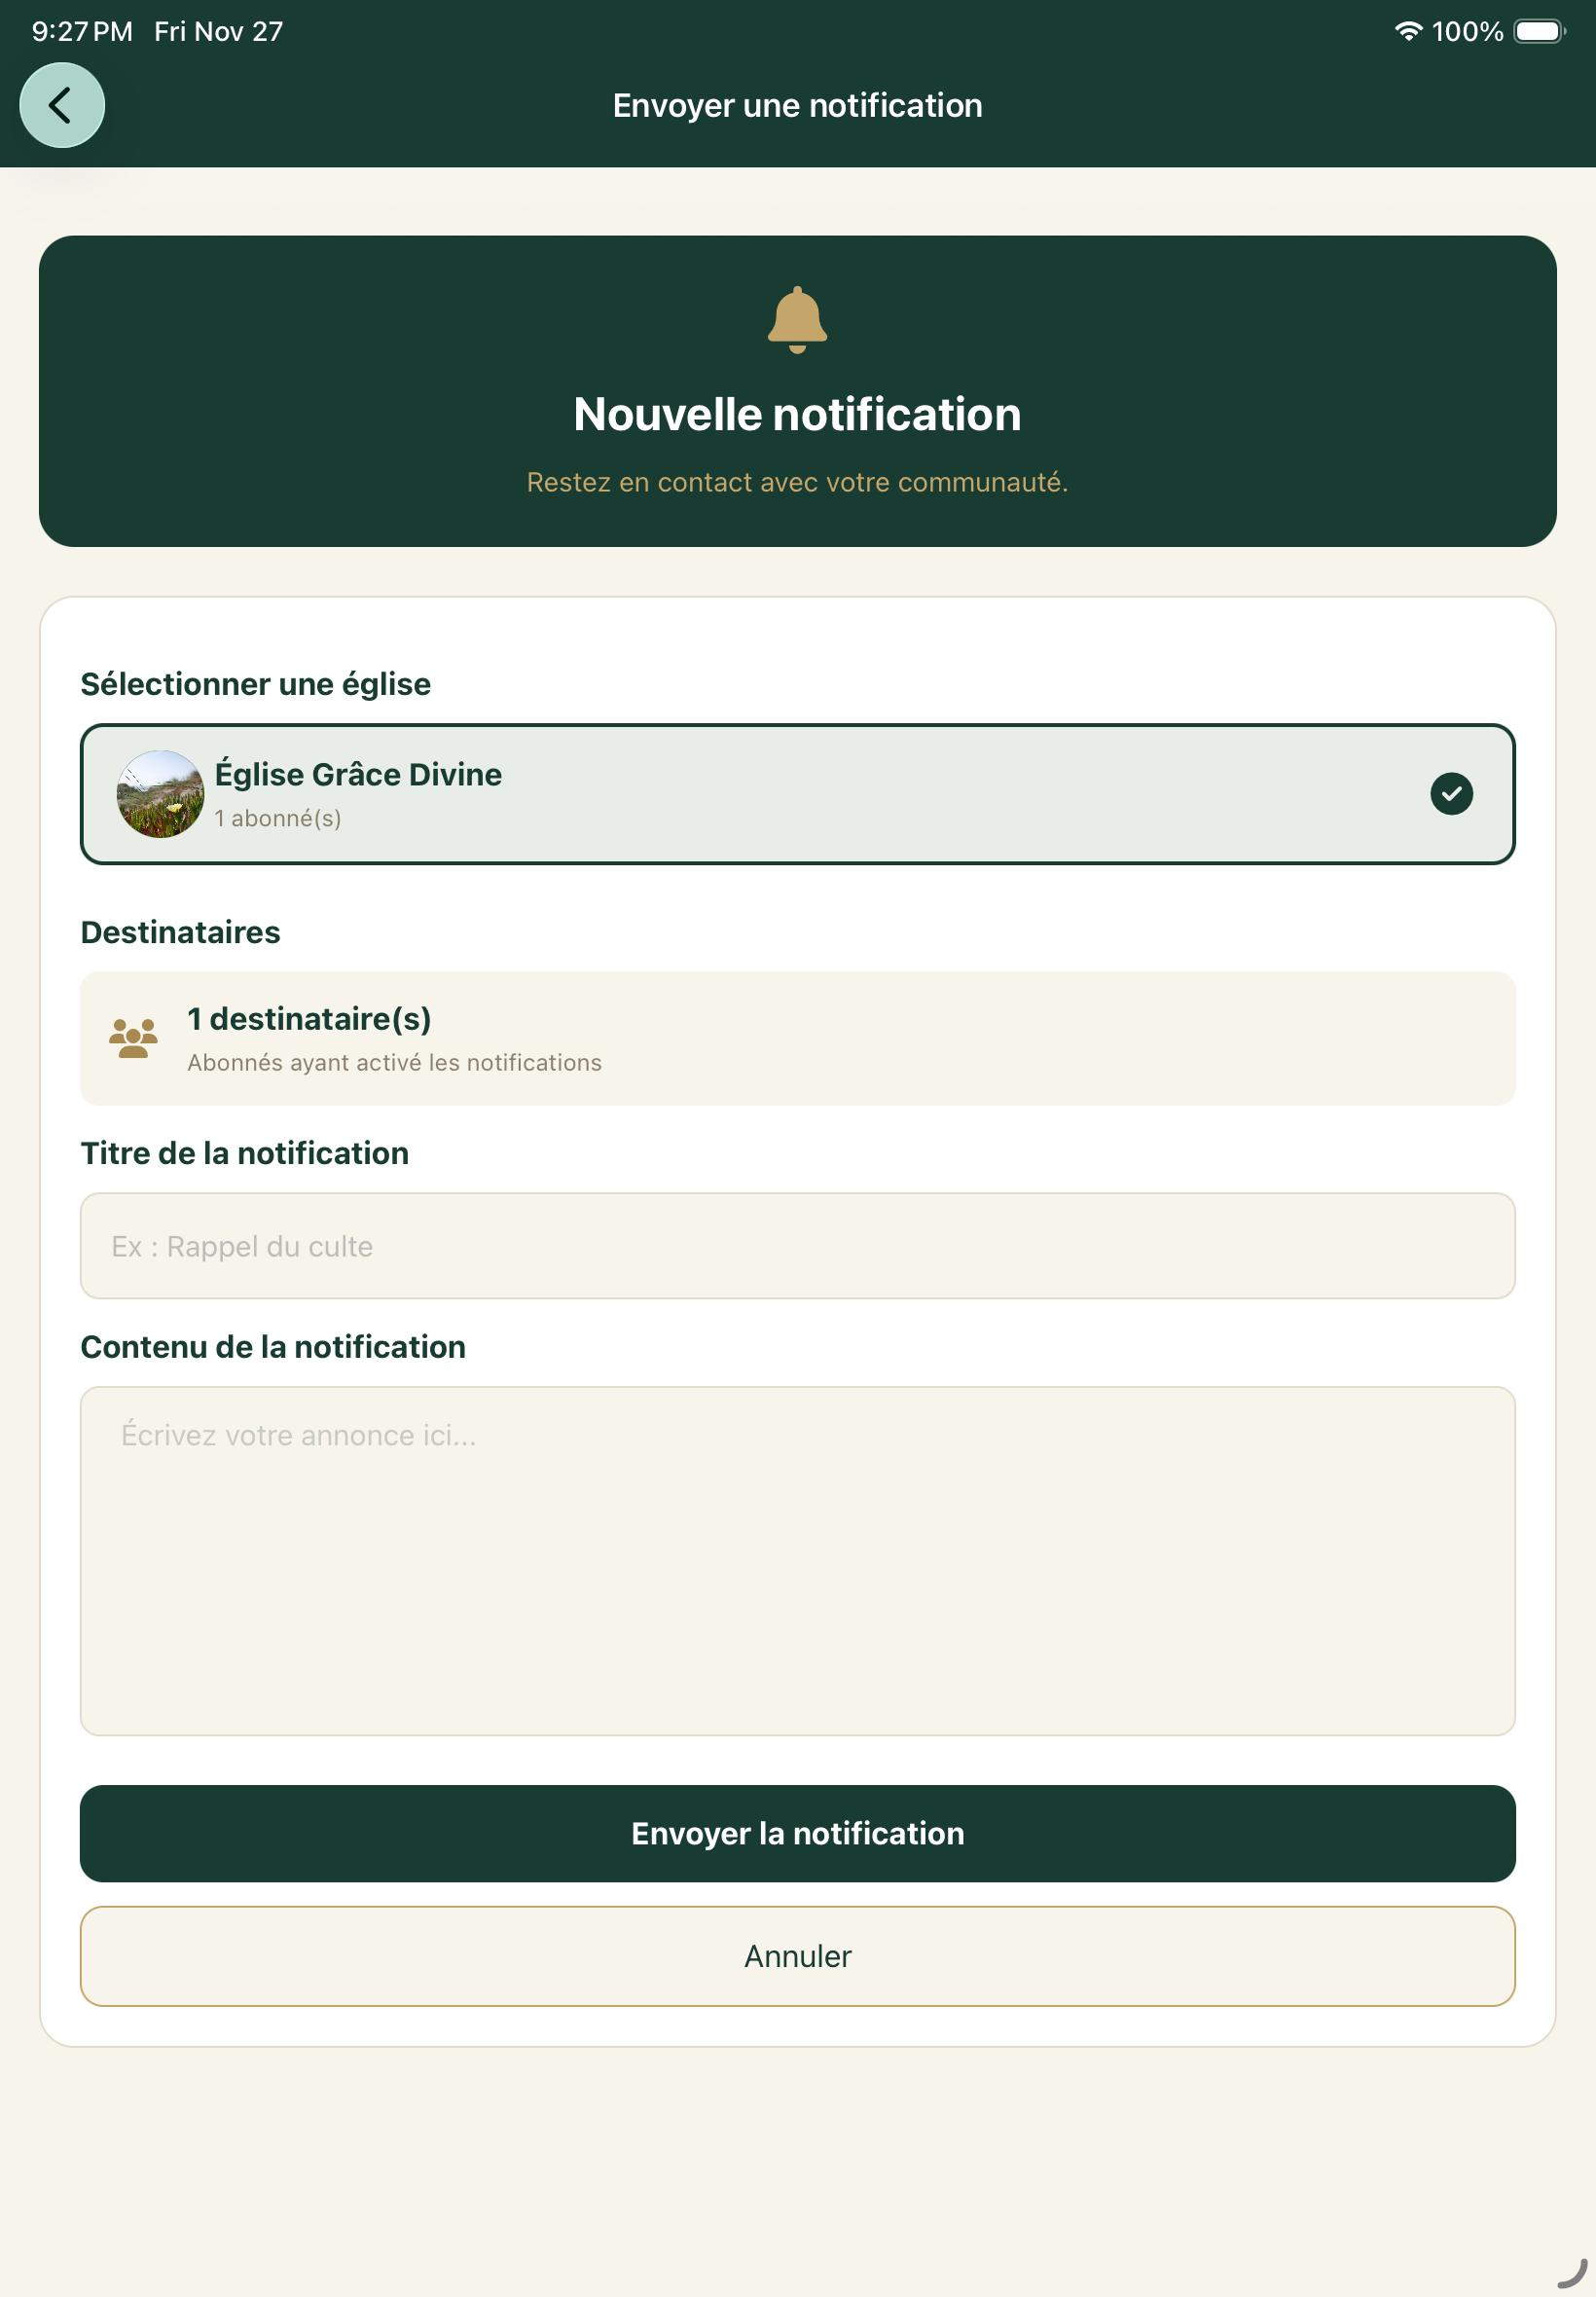 9:27 PM Fri Nov 27
100%
Envoyer une notification
Nouvelle notification
Restez en contact avec votre communauté.
Sélectionner une église
Église Grâce Divine
1 abonné(s)
Destinataires
1 destinataire(s)
Abonnés ayant activé les notifications
Titre de la notification
Ex : Rappel du culte
Contenu de la notification
Écrivez votre annonce ici...
Envoyer la notification
Annuler